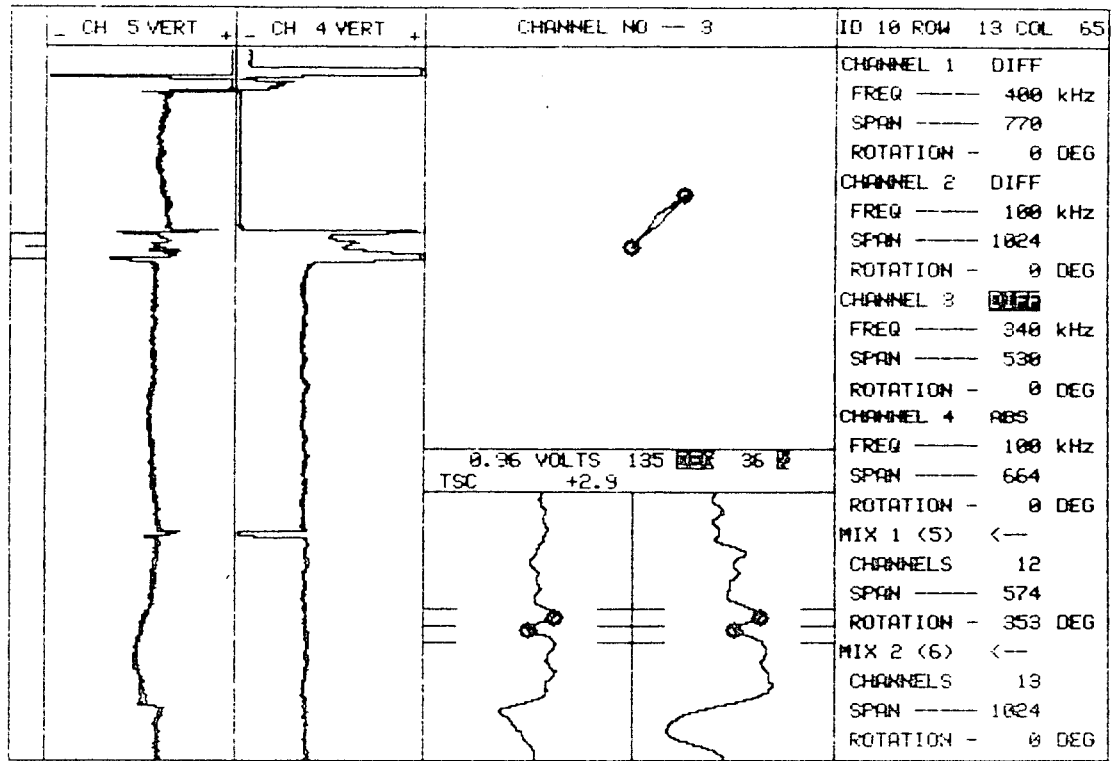 _ CH 5 VERT + _ CH 4 VERT +
CHANNEL NO -- 3
ID 10 ROW 13 COL 65
CHANNEL 1 DIFF
FREQ ----- 400 kHz
SPAN ----- 770
ROTATION - 0 DEG
CHANNEL 2 DIFF
FREQ ----- 100 kHz
SPAN ----- 1024
ROTATION - 0 DEG
CHANNEL 3 DIFF
FREQ ----- 340 kHz
SPAN ----- 530
ROTATION - 0 DEG
CHANNEL 4 ABS
FREQ ----- 100 kHz
SPAN ----- 664
ROTATION - 0 DEG
MIX 1 (5) <--
CHANNELS 12
SPAN ----- 574
ROTATION - 353 DEG
MIX 2 (6) <--
CHANNELS 13
SPAN ----- 1024
ROTATION - 0 DEG
0.96 VOLTS 135 36
TSC +2.9